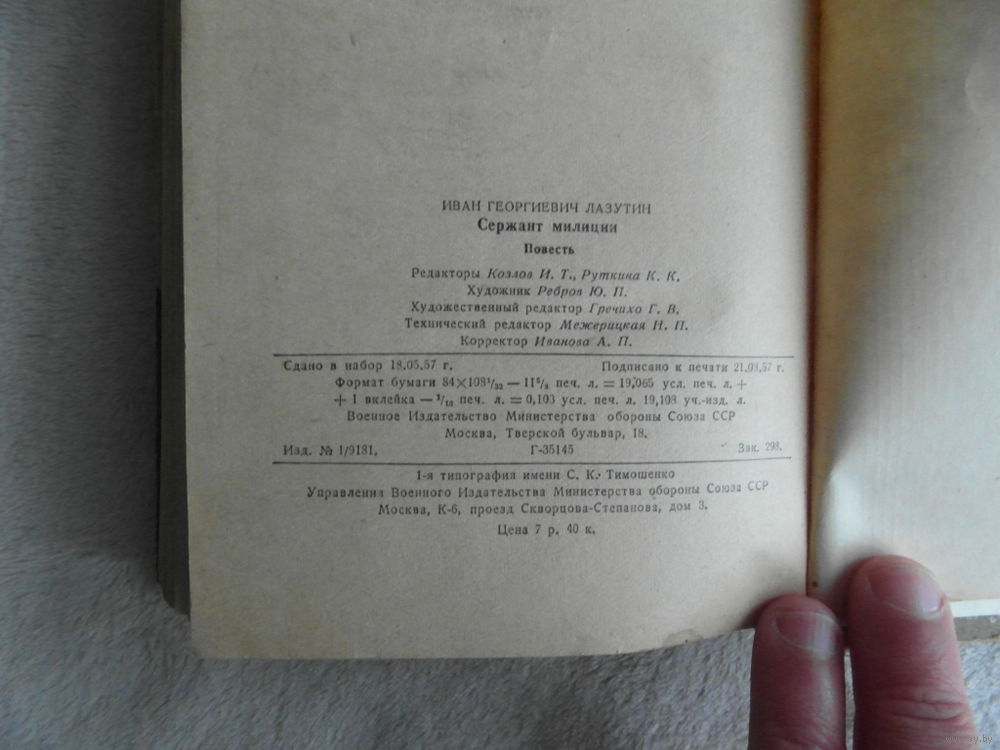 ИВАН ГЕОРГИЕВИЧ ЛАЗУТИН
Сержант милиции
Повесть
Редакторы Козлов И. Т., Руткина К. К.
Художник Ребров Ю. П.
Художественный редактор Гречихо Г. В.
Технический редактор Межерицкая Н. П.
Корректор Иванова А. П.
Сдано в набор 18.05.57 г. Подписано к печати 21.03.57 г.
Формат бумаги 84×108¹/₃₂ — 11⁵/₈ печ. л. = 19,065 усл. печ. л. +
+ 1 вклейка — ¹/₁₆ печ. л. = 0,103 усл. печ. л. 19,108 уч.-изд. л.
Военное Издательство Министерства обороны Союза ССР
Москва, Тверской бульвар, 18.
Изд. № 1/9181. Г-35145 Зак. 298.
1-я типография имени С. К. Тимошенко
Управления Военного Издательства Министерства обороны Союза ССР
Москва, К-6, проезд Скворцова-Степанова, дом 3.
Цена 7 р. 40 к.